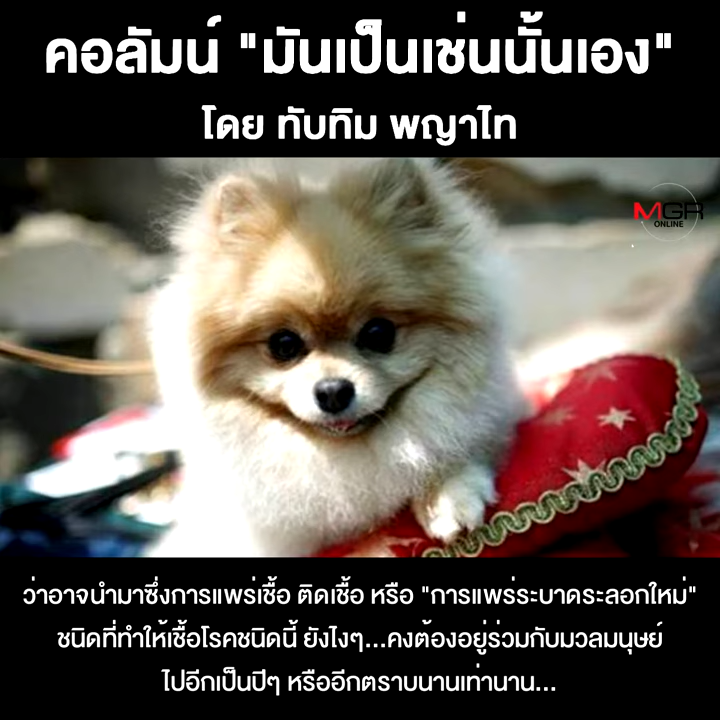 คอลัมน์ "มันเป็นเช่นนั้นเอง"
โดย ทับทิม พญาไท
MGR
ONLINE
ว่าอาจนำมาซึ่งการแพร่เชื้อ ติดเชื้อ หรือ "การแพร่ระบาดระลอกใหม่"
ชนิดที่ทำให้เชื้อโรคชนิดนี้ ยังไงๆ...คงต้องอยู่ร่วมกับมวลมนุษย์
ไปอีกเป็นปีๆ หรืออีกตราบนานเท่านาน...